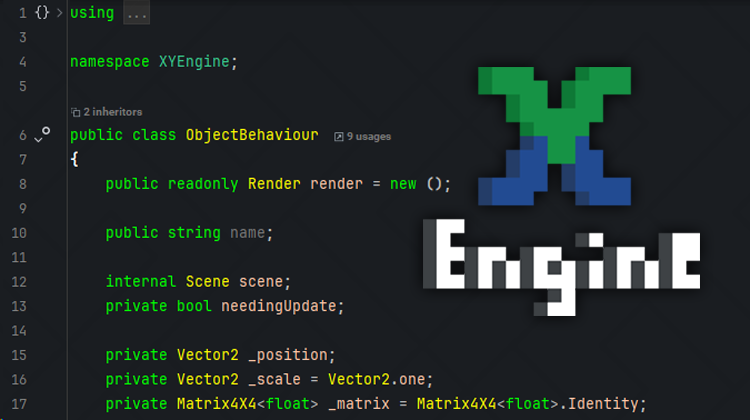 1 {} > using ...
3
4 namespace XYEngine;
5
2 inheritors
6 public class ObjectBehaviour 9 usages
7 {
8 public readonly Render render = new ();
9
10 public string name;
11
12 internal Scene scene;
13 private bool needingUpdate;
14
15 private Vector2 _position;
16 private Vector2 _scale = Vector2.one;
17 private Matrix4X4<float> _matrix = Matrix4X4<float>.Identity;
X
Engine